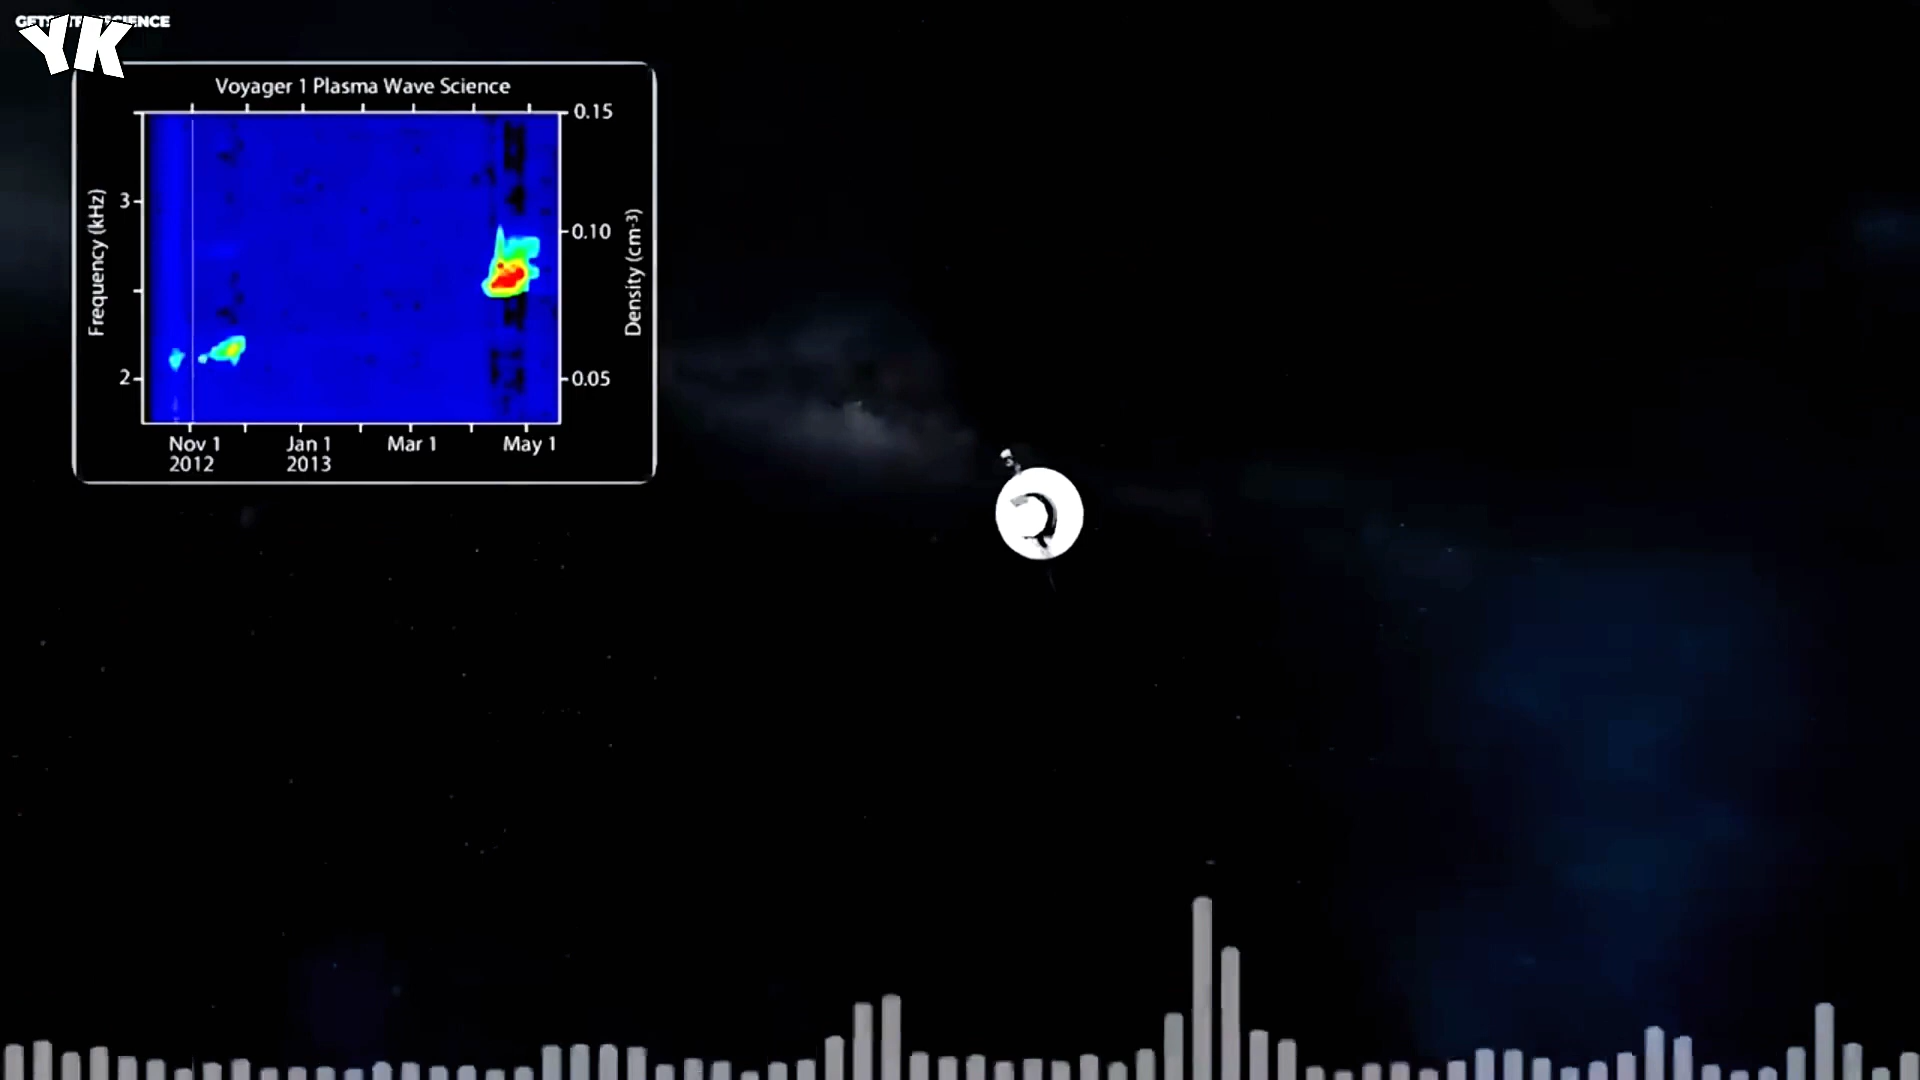 YK
Voyager 1 Plasma Wave Science
0.15
3
0.10
Frequency (kHz)
Density (cm-3)
2
0.05
Nov 1 Jan 1 Mar 1 May 1
2012 2013